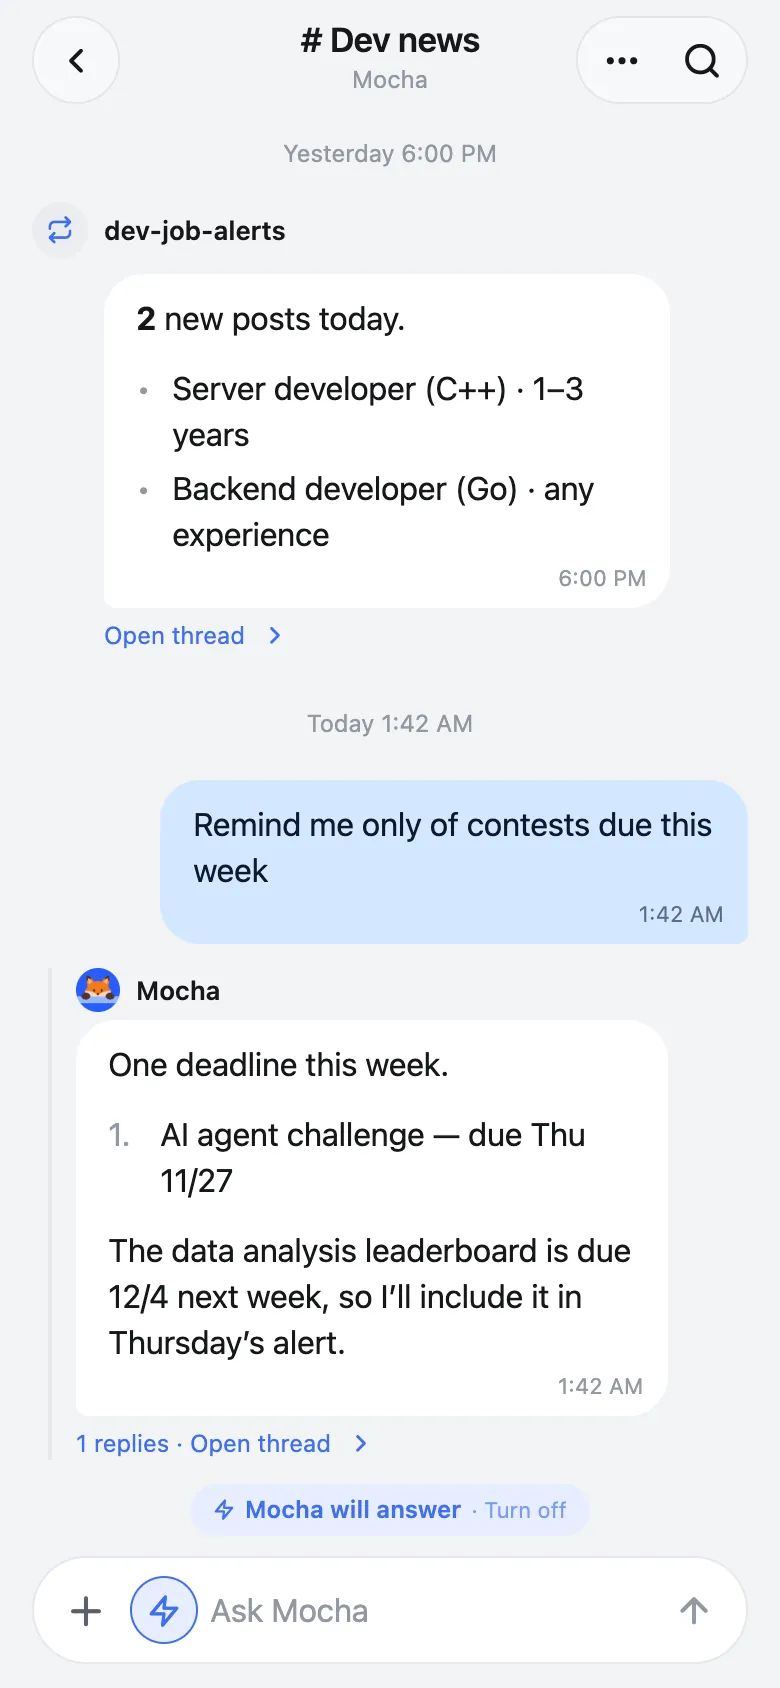 # Dev news
Mocha
Yesterday 6:00 PM
dev-job-alerts
2 new posts today.
• Server developer (C++) · 1–3
years
• Backend developer (Go) · any
experience
6:00 PM
Open thread
Today 1:42 AM
Remind me only of contests due this
week
1:42 AM
Mocha
One deadline this week.
1. AI agent challenge — due Thu
11/27
The data analysis leaderboard is due
12/4 next week, so I’ll include it in
Thursday’s alert.
1:42 AM
1 replies · Open thread
Mocha will answer · Turn off
Ask Mocha